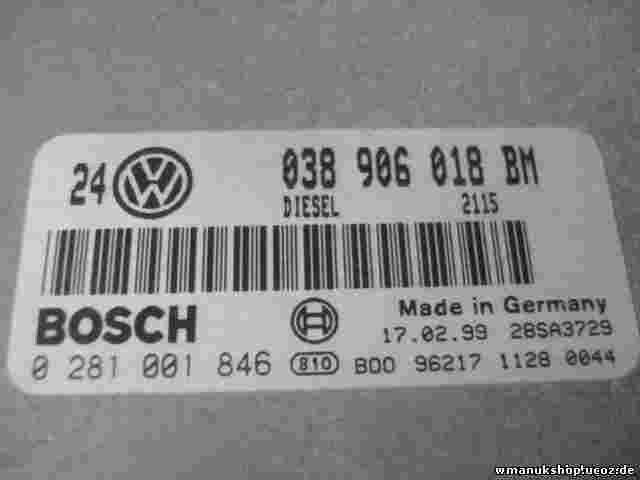 24 VW 038 906 018 BM
DIESEL 2115
BOSCH Made in Germany
17.02.99 28SA3729
0 281 001 846 810 B00 96217 1128 0044
wmanukshop!ucoz:de